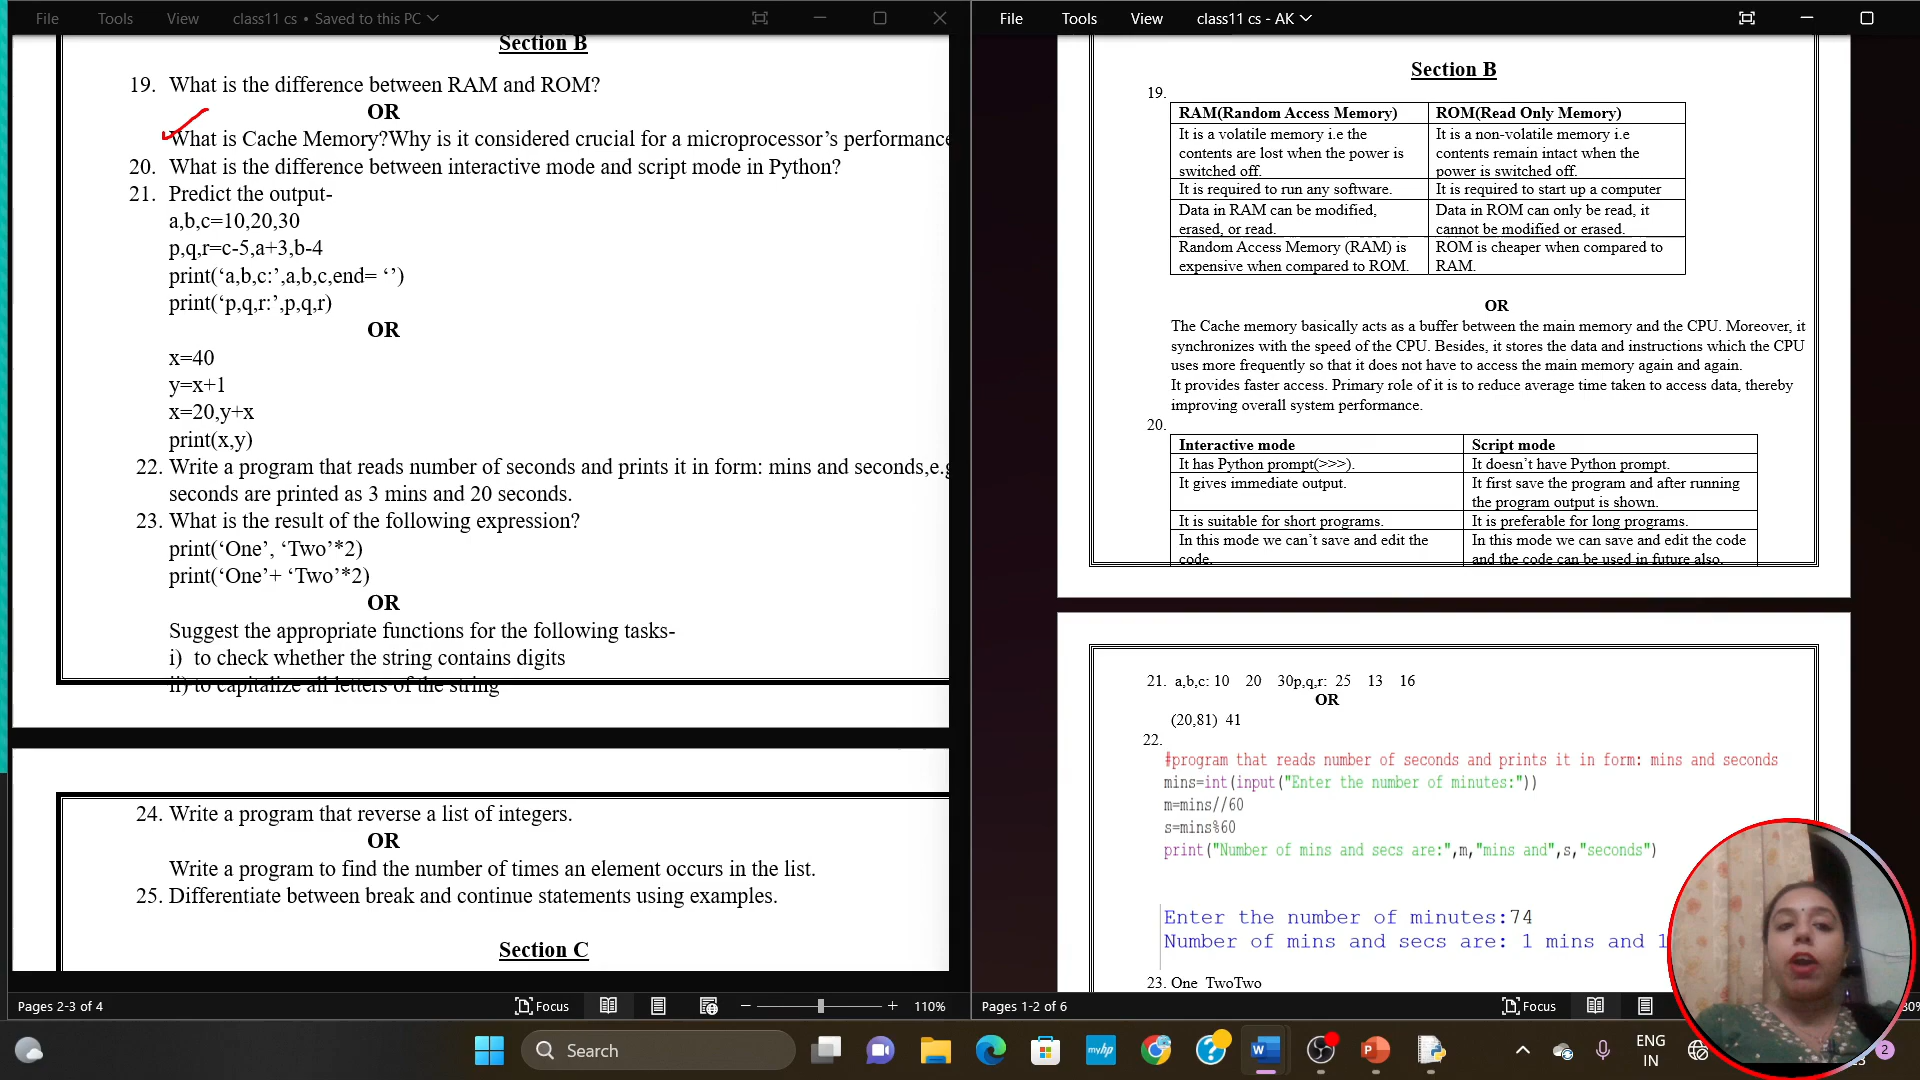 File Tools View class11 cs • Saved to this PC
Section B
19. What is the difference between RAM and ROM?
OR
What is Cache Memory?Why is it considered crucial for a microprocessor’s performance
20. What is the difference between interactive mode and script mode in Python?
21. Predict the output-
a,b,c=10,20,30
p,q,r=c-5,a+3,b-4
print(‘a,b,c:’,a,b,c,end= ‘’)
print(‘p,q,r:’,p,q,r)
OR
x=40
y=x+1
x=20,y+x
print(x,y)
22. Write a program that reads number of seconds and prints it in form: mins and seconds,e.g
seconds are printed as 3 mins and 20 seconds.
23. What is the result of the following expression?
print(‘One’, ‘Two’*2)
print(‘One’+ ‘Two’*2)
OR
Suggest the appropriate functions for the following tasks-
i) to check whether the string contains digits
ii) to capitalize all letters of the string
24. Write a program that reverse a list of integers.
OR
Write a program to find the number of times an element occurs in the list.
25. Differentiate between break and continue statements using examples.
Section C
Pages 2-3 of 4 Focus 110%
File Tools View class11 cs - AK
Section B
19.
RAM(Random Access Memory) ROM(Read Only Memory)
It is a volatile memory i.e the It is a non-volatile memory i.e
contents are lost when the power is contents remain intact when the
switched off. power is switched off.
It is required to run any software. It is required to start up a computer
Data in RAM can be modified, Data in ROM can only be read, it
erased, or read. cannot be modified or erased.
Random Access Memory (RAM) is ROM is cheaper when compared to
expensive when compared to ROM. RAM.
OR
The Cache memory basically acts as a buffer between the main memory and the CPU. Moreover, it
synchronizes with the speed of the CPU. Besides, it stores the data and instructions which the CPU
uses more frequently so that it does not have to access the main memory again and again.
It provides faster access. Primary role of it is to reduce average time taken to access data, thereby
improving overall system performance.
20.
Interactive mode Script mode
It has Python prompt(>>>). It doesn’t have Python prompt.
It gives immediate output. It first save the program and after running
the program output is shown.
It is suitable for short programs. It is preferable for long programs.
In this mode we can’t save and edit the In this mode we can save and edit the code
code. and the code can be used in future also.
21. a,b,c: 10 20 30p,q,r: 25 13 16
OR
(20,81) 41
22.
#program that reads number of seconds and prints it in form: mins and seconds
mins=int(input("Enter the number of minutes:"))
m=mins//60
s=mins%60
print("Number of mins and secs are:",m,"mins and",s,"seconds")
Enter the number of minutes:74
Number of mins and secs are: 1 mins and 1
23. One TwoTwo
Pages 1-2 of 6 Focus
Search myhp ENG
IN
2